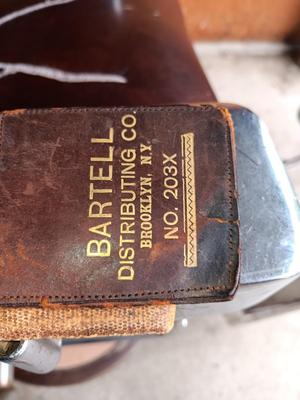 BARTELL
DISTRIBUTING CO.
BROOKLYN, N.Y.
NO. 203X